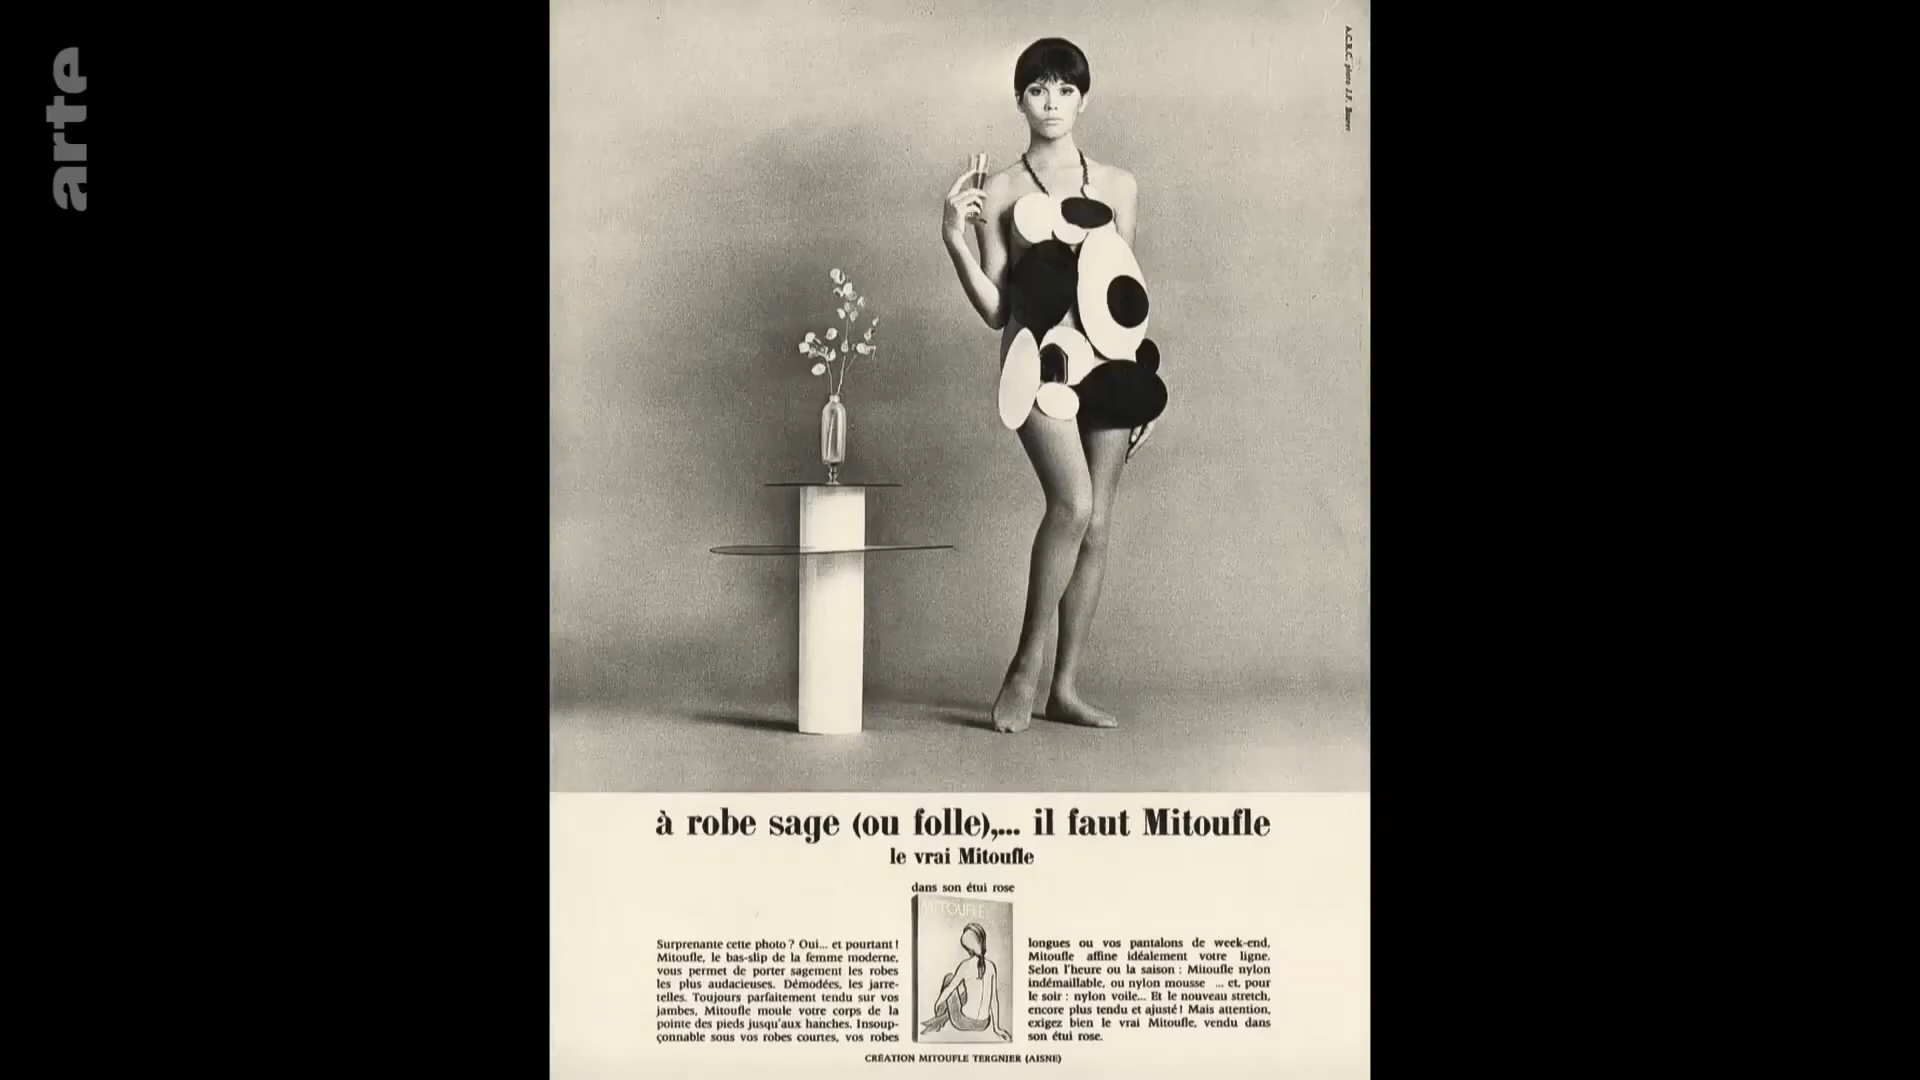 arte
A.C.R.C. photo J.F. Bauret
à robe sage (ou folle),... il faut Mitoufle
le vrai Mitoufle
dans son étui rose
MITOUFLE
Surprenante cette photo ? Oui... et pourtant !
Mitoufle, le bas-slip de la femme moderne,
vous permet de porter sagement les robes
les plus audacieuses. Démodées, les jarre-
telles. Toujours parfaitement tendu sur vos
jambes, Mitoufle moule votre corps de la
pointe des pieds jusqu'aux hanches. Insoup-
çonnable sous vos robes courtes, vos robes
longues ou vos pantalons de week-end,
Mitoufle affine idéalement votre ligne.
Selon l'heure ou la saison : Mitoufle nylon
indémaillable, ou nylon mousse ... et, pour
le soir : nylon voile... Et le nouveau stretch,
encore plus tendu et ajusté ! Mais attention,
exigez bien le vrai Mitoufle, vendu dans
son étui rose.
CRÉATION MITOUFLE TERGNIER (AISNE)